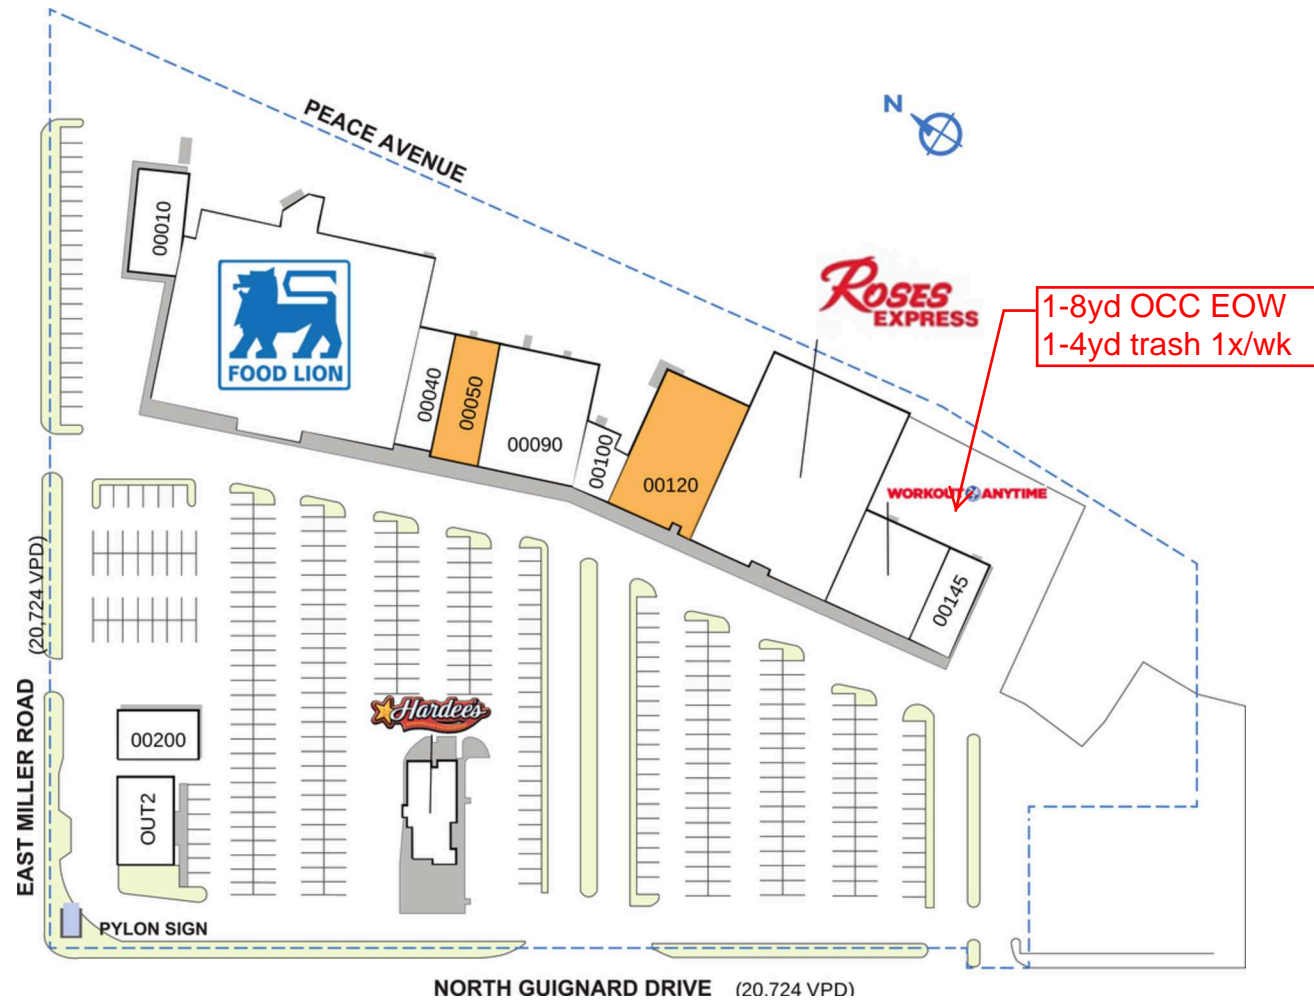 N
PEACE AVENUE
00010
FOOD LION
ROSES
EXPRESS
1-8yd OCC EOW
1-4yd trash 1x/wk
00040
00050
00090
00100
00120
WORKOUT ANYTIME
00145
(20,724 VPD)
EAST MILLER ROAD
Hardee's
00200
OUT2
PYLON SIGN
NORTH GUIGNARD DRIVE (20,724 VPD)